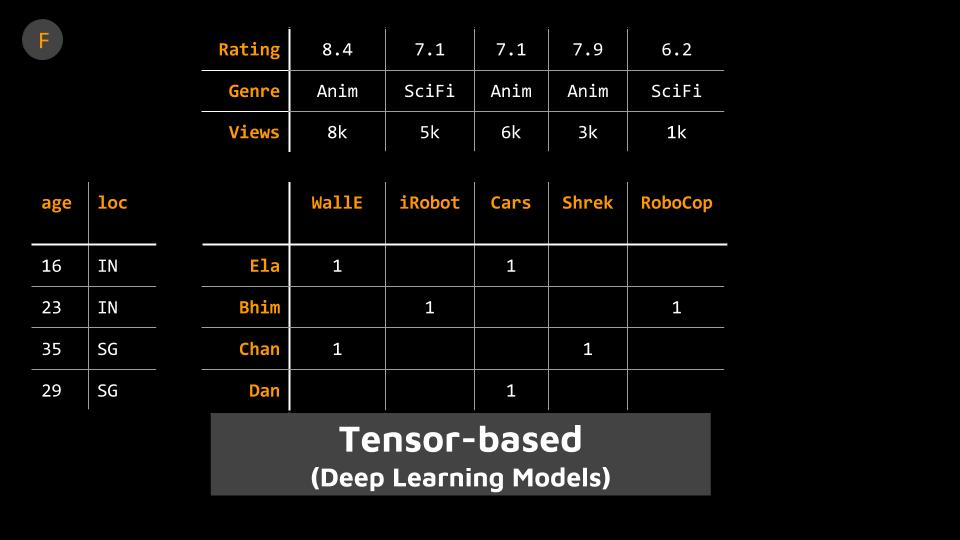 F
Rating 8.4 7.1 7.1 7.9 6.2
Genre Anim SciFi Anim Anim SciFi
Views 8k 5k 6k 3k 1k
age loc WallE iRobot Cars Shrek RoboCop
16 IN Ela 1 1
23 IN Bhim 1 1
35 SG Chan 1 1
29 SG Dan 1
Tensor-based
(Deep Learning Models)